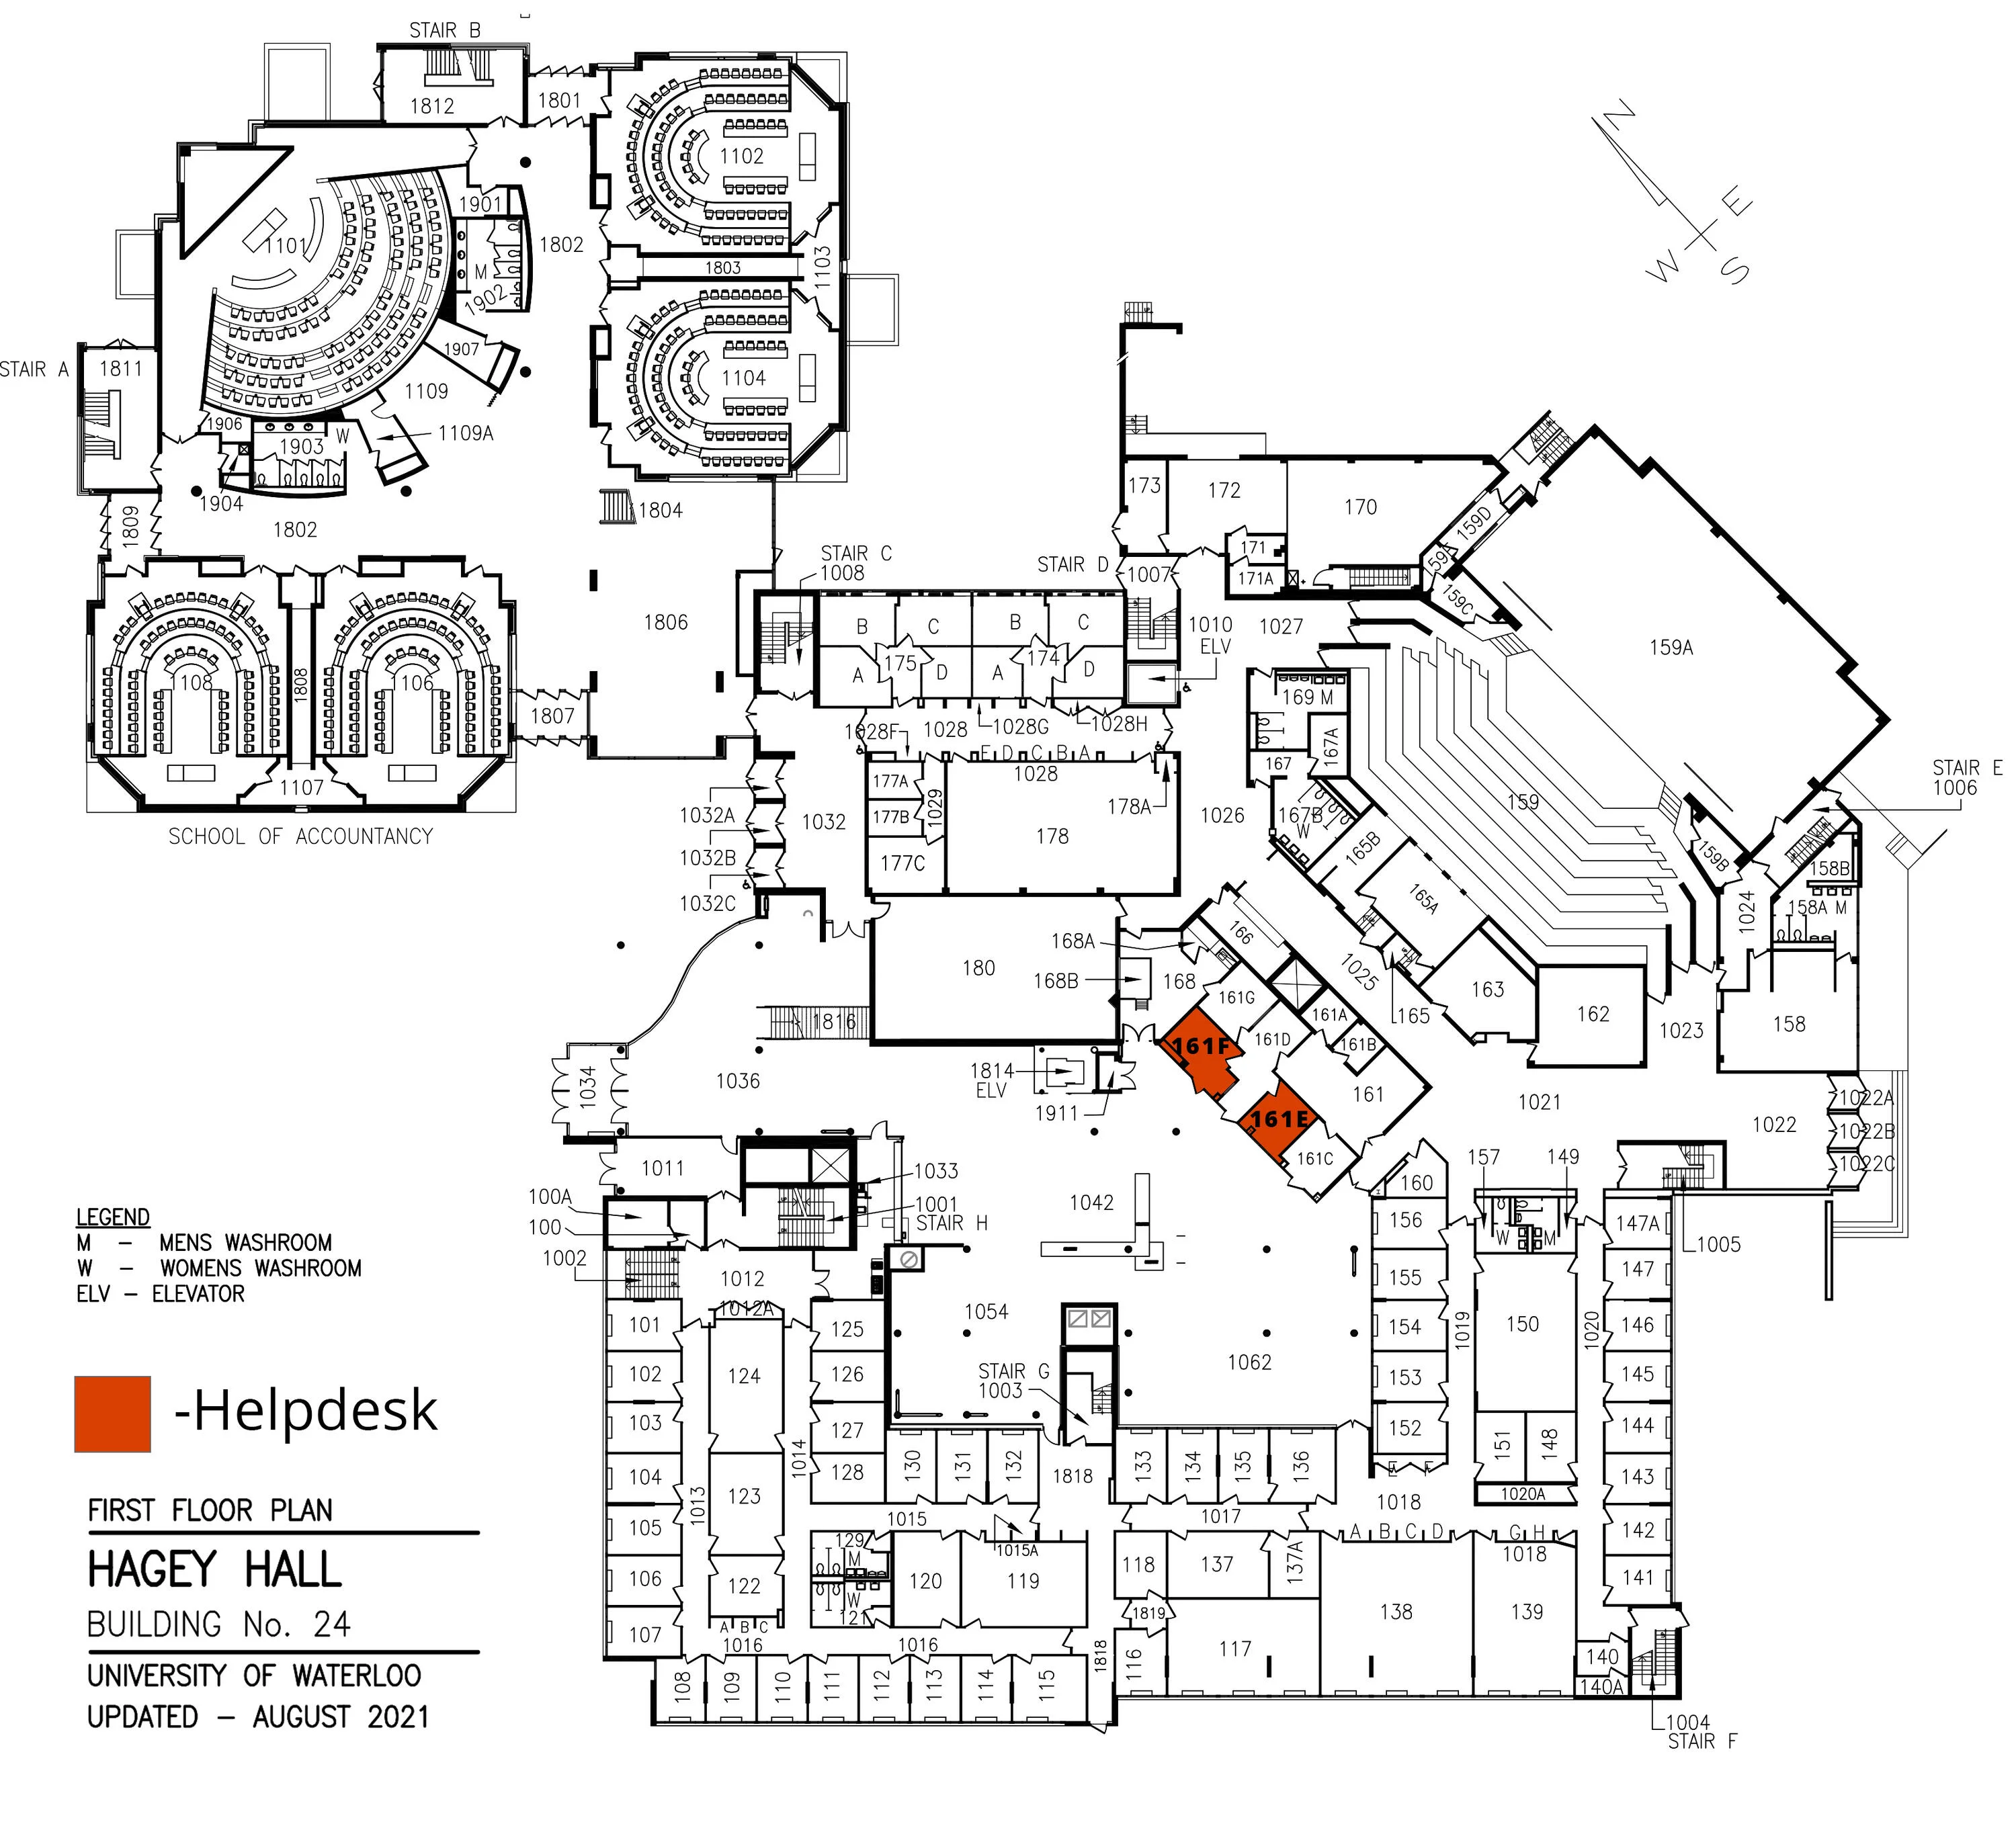 STAIR B
1812
1801
1102
1101
1901
1802
M
1902
1803
1103
1907
STAIR A
1811
1109
1104
1906
1903
W
1109A
1904
1809
1802
1804
N
E
W
S
173
172
170
159D
171
171A
159E
159C
159A
STAIR C
1008
STAIR D
1007
1010
ELV
1027
1108
1808
1106
1806
B
C
B
C
175
174
A
D
A
D
1807
1028F
1028
1028G
1028H
169 M
167A
167
E D C B A
1028
1107
SCHOOL OF ACCOUNTANCY
1032A
1032B
1032C
1032
177A
177B
177C
1029
178
178A
1026
167B
W
165B
159
STAIR E
1006
159B
158B
165A
158A M
1024
180
168A
168B
168
166
1025
165
163
162
1023
158
161G
161A
161F
161D
161B
161E
161
161C
1816
1036
1034
1814
ELV
1911
1021
1022A
1022
1022B
1022C
1011
1033
1001
STAIR H
100A
100
1002
1012
1012A
1042
160
157
149
156
W
M
147A
1005
LEGEND
M – MENS WASHROOM
W – WOMENS WASHROOM
ELV – ELEVATOR
155
147
1019
1020
101
125
1054
1062
154
150
146
102
124
126
STAIR G
1003
153
145
103
127
152
151
148
144
104
1014
128
130
131
132
1818
133
134
135
136
E F
143
1013
123
1018
1020A
105
1015
1015A
1017
A B C D
G H
1018
142
129
M
106
122
W
121
120
119
118
137
137A
138
139
141
107
A B C
1016
1016
1819
1818
116
117
140
140A
108
109
110
111
112
113
114
115
1004
STAIR F
-Helpdesk
FIRST FLOOR PLAN
HAGEY HALL
BUILDING No. 24
UNIVERSITY OF WATERLOO
UPDATED – AUGUST 2021